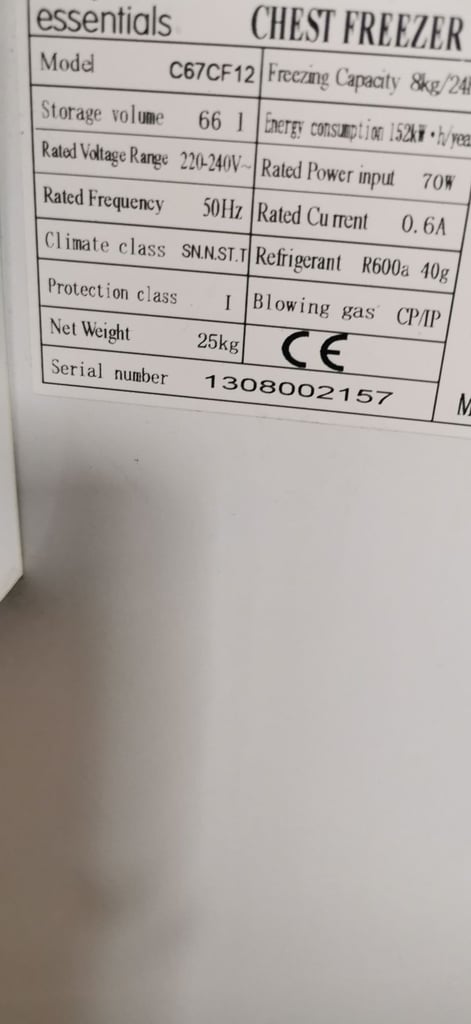 essentials CHEST FREEZER
Model C67CF12 Freezing Capacity 8kg/24
Storage volume 66 l Energy consumption 152kW·h/yea
Rated Voltage Range 220-240V~ Rated Power input 70W
Rated Frequency 50Hz Rated Current 0.6A
Climate class SN.N.ST.T Refrigerant R600a 40g
Protection class I Blowing gas CP/IP
Net Weight 25kg CE
Serial number 1308002157 M